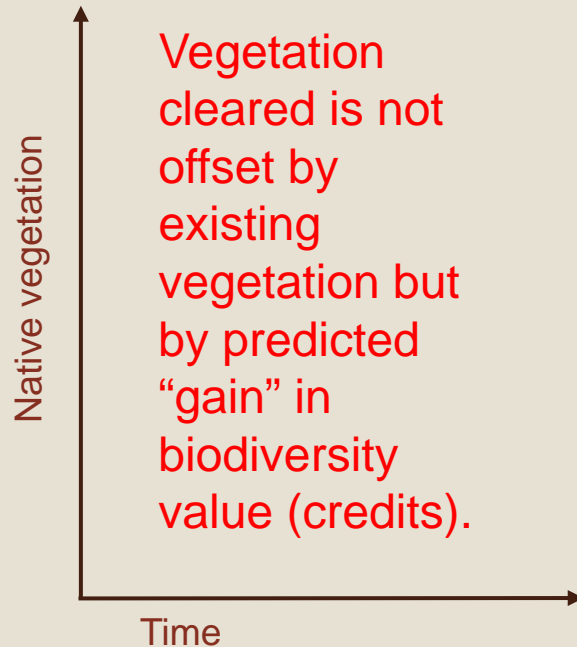 Native vegetation
Vegetation
cleared is not
offset by
existing
vegetation but
by predicted
“gain” in
biodiversity
value (credits).
Time